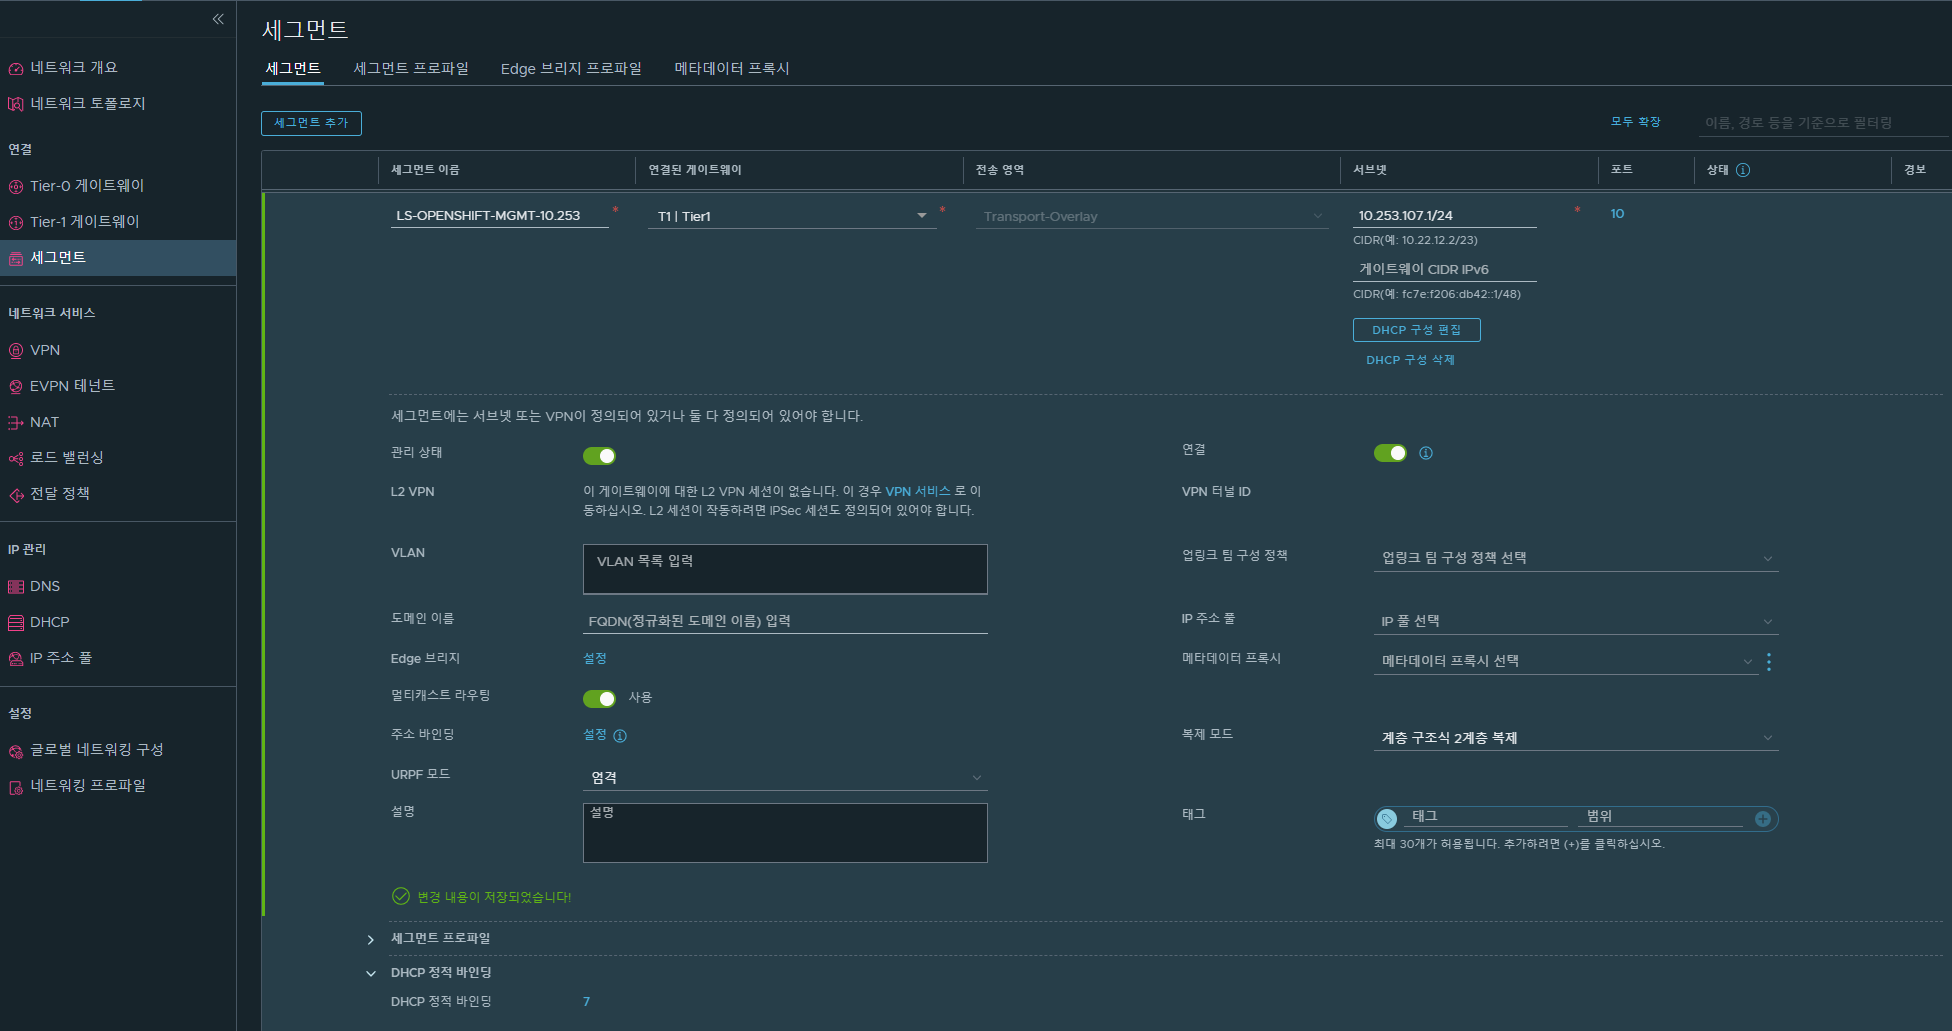 네트워크 개요
네트워크 토폴로지
연결
Tier-0 게이트웨이
Tier-1 게이트웨이
세그먼트
네트워크 서비스
VPN
EVPN 테넌트
NAT
로드 밸런싱
전달 정책
IP 관리
DNS
DHCP
IP 주소 풀
설정
글로벌 네트워킹 구성
네트워킹 프로파일
세그먼트
세그먼트 세그먼트 프로파일 Edge 브리지 프로파일 메타데이터 프록시
세그먼트 추가 모두 확장 이름, 경로 등을 기준으로 필터링
세그먼트 이름 연결된 게이트웨이 전송 영역 서브넷 포트 상태 경보
LS-OPENSHIFT-MGMT-10.253 * T1 | Tier1 * Transport-Overlay 10.253.107.1/24 * 10
CIDR(예: 10.22.12.2/23)
게이트웨이 CIDR IPv6
CIDR(예: fc7e:f206:db42::1/48)
DHCP 구성 편집
DHCP 구성 삭제
세그먼트에는 서브넷 또는 VPN이 정의되어 있거나 둘 다 정의되어 있어야 합니다.
관리 상태 연결
L2 VPN 이 게이트웨이에 대한 L2 VPN 세션이 없습니다. 이 경우 VPN 서비스 로 이 VPN 터널 ID
동하십시오. L2 세션이 작동하려면 IPSec 세션도 정의되어 있어야 합니다.
VLAN VLAN 목록 입력 업링크 팀 구성 정책 업링크 팀 구성 정책 선택
도메인 이름 FQDN(정규화된 도메인 이름) 입력 IP 주소 풀 IP 풀 선택
Edge 브리지 설정 메타데이터 프록시 메타데이터 프록시 선택
멀티캐스트 라우팅 사용
주소 바인딩 설정 복제 모드 계층 구조식 2계층 복제
URPF 모드 엄격
설명 설명 태그 태그 범위
최대 30개가 허용됩니다. 추가하려면 (+)를 클릭하십시오.
변경 내용이 저장되었습니다!
세그먼트 프로파일
DHCP 정적 바인딩
DHCP 정적 바인딩 7